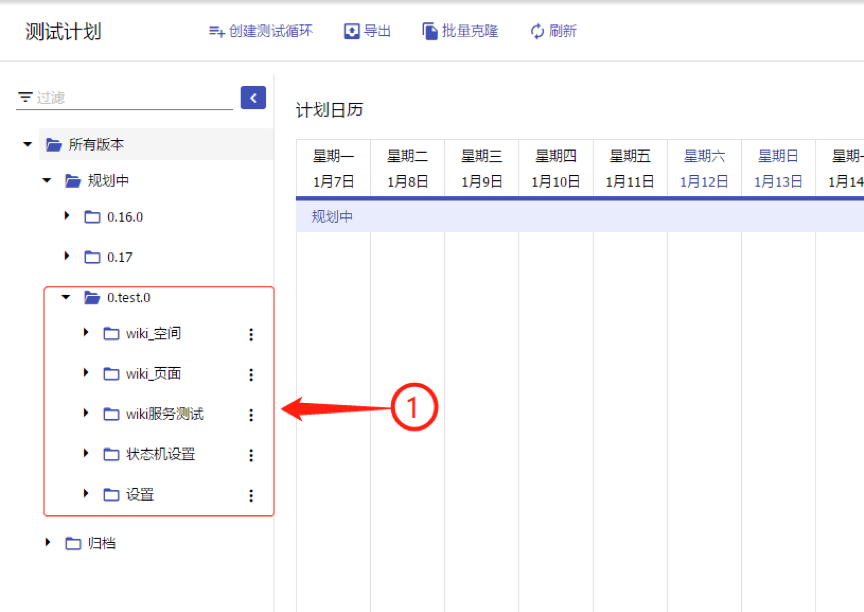 测试计划 创建测试循环 导出 批量克隆 刷新
过滤
所有版本
规划中
0.16.0
0.17
0.test.0
wiki_空间
wiki_页面
wiki服务测试
状态机设置
设置
归档
计划日历
星期一 星期二 星期三 星期四 星期五 星期六 星期日
1月7日 1月8日 1月9日 1月10日 1月11日 1月12日 1月13日 1月14
规划中
1